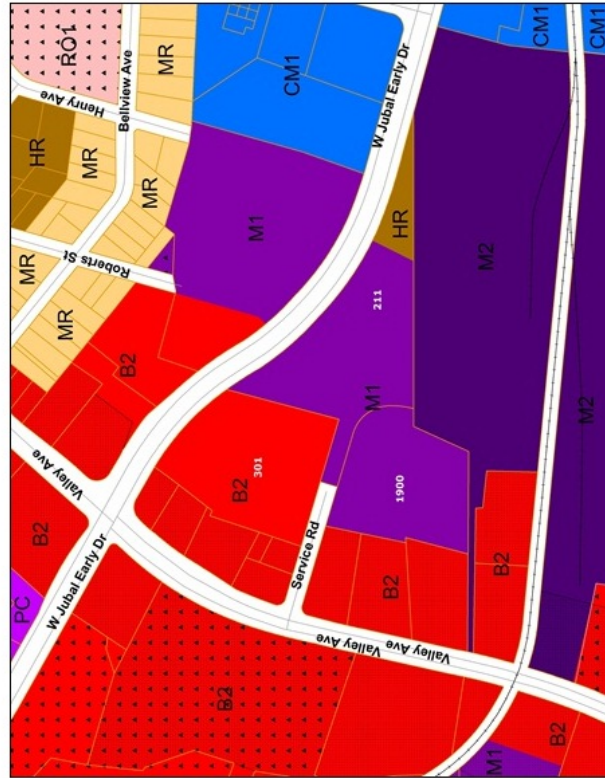 RO1
MR
CM1
CM1
CM1
Henry Ave
Bellview Ave
HR
MR
MR
W Jubal Early Dr
M1
HR
M2
MR
Roberts St
MR
211
B2
M1
M2
Valley Ave
B2
301
B2
1900
PC
W Jubal Early Dr
Service Rd
B2
B2
Valley Ave
Valley Ave
B2
B2
M1